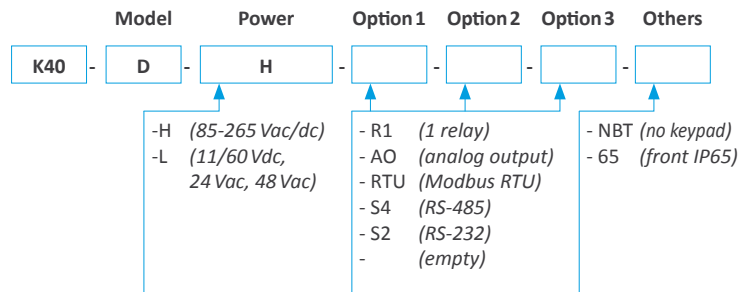 Model Power Option 1 Option 2 Option 3 Others
K40 - D - H - - - -
-H (85-265 Vac/dc) - R1 (1 relay) - NBT (no keypad)
-L (11/60 Vdc, - AO (analog output) - 65 (front IP65)
24 Vac, 48 Vac) - RTU (Modbus RTU)
- S4 (RS-485)
- S2 (RS-232)
- (empty)